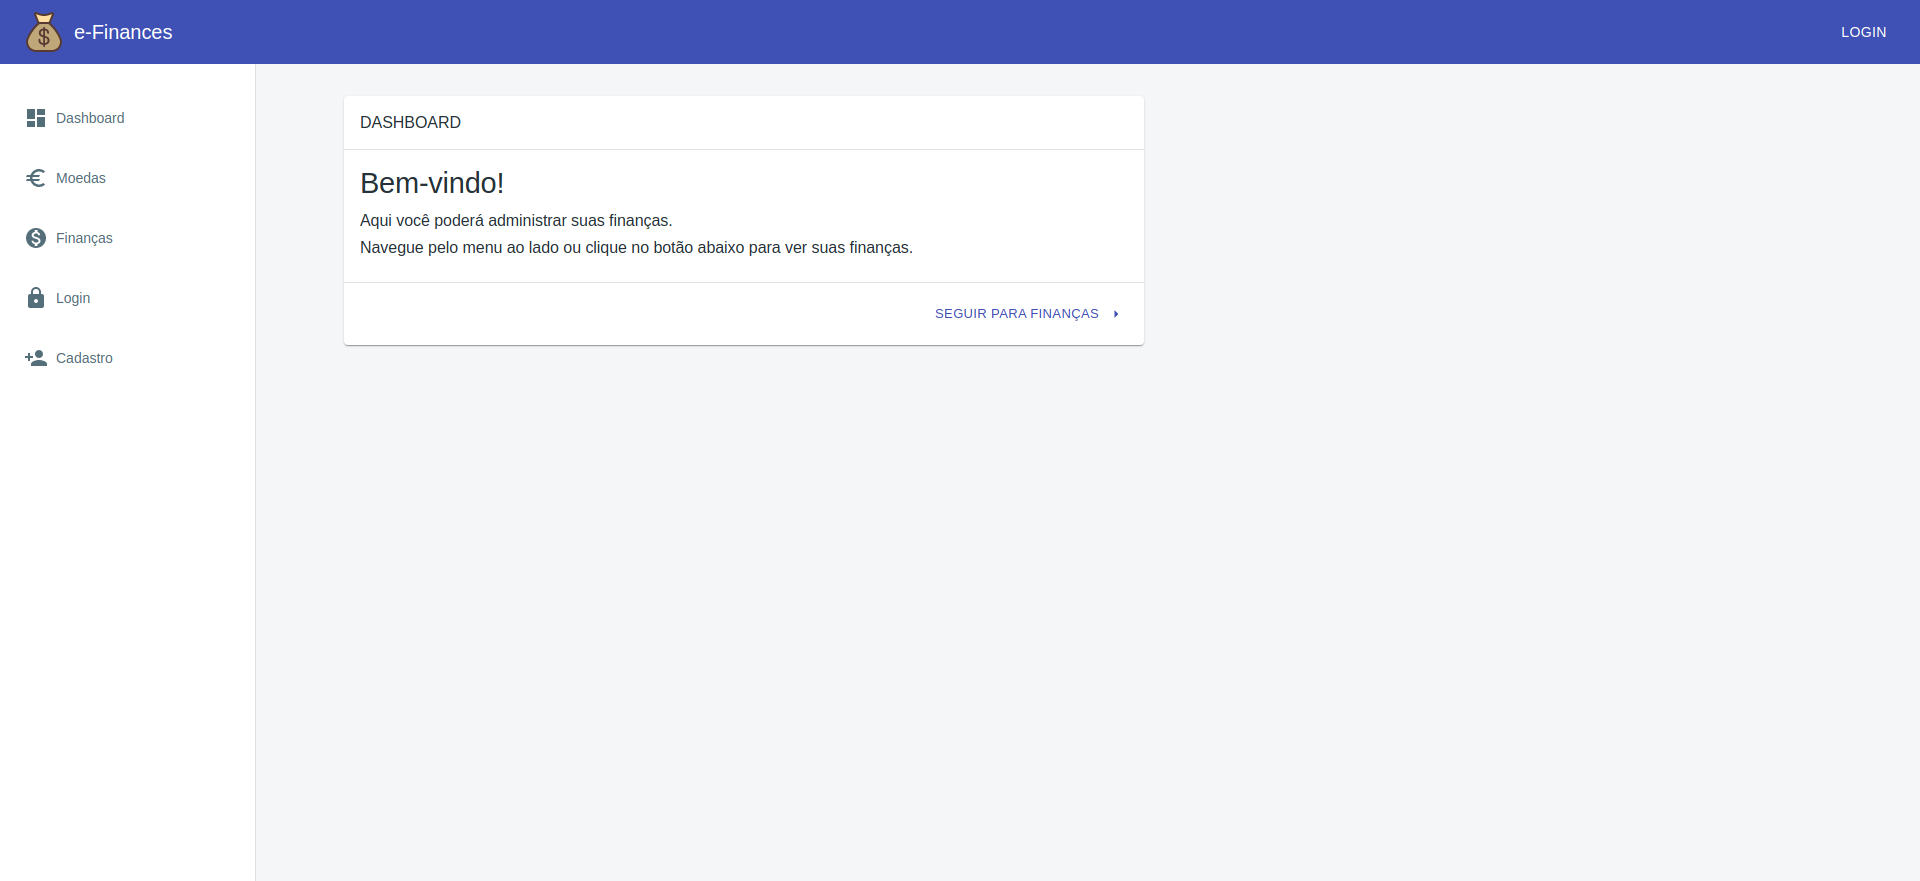 e-Finances
LOGIN
Dashboard
Moedas
Finanças
Login
Cadastro
DASHBOARD
Bem-vindo!
Aqui você poderá administrar suas finanças.
Navegue pelo menu ao lado ou clique no botão abaixo para ver suas finanças.
SEGUIR PARA FINANÇAS